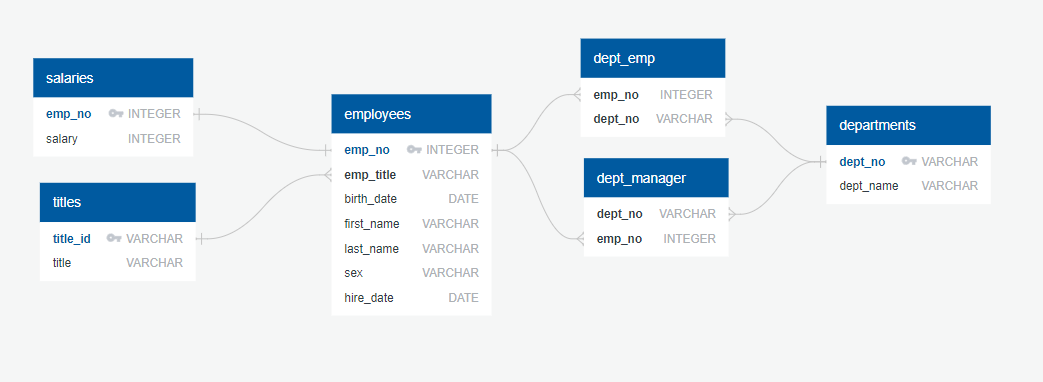 salaries
emp_no INTEGER
salary INTEGER
titles
title_id VARCHAR
title VARCHAR
employees
emp_no INTEGER
emp_title VARCHAR
birth_date DATE
first_name VARCHAR
last_name VARCHAR
sex VARCHAR
hire_date DATE
dept_emp
emp_no INTEGER
dept_no VARCHAR
dept_manager
dept_no VARCHAR
emp_no INTEGER
departments
dept_no VARCHAR
dept_name VARCHAR